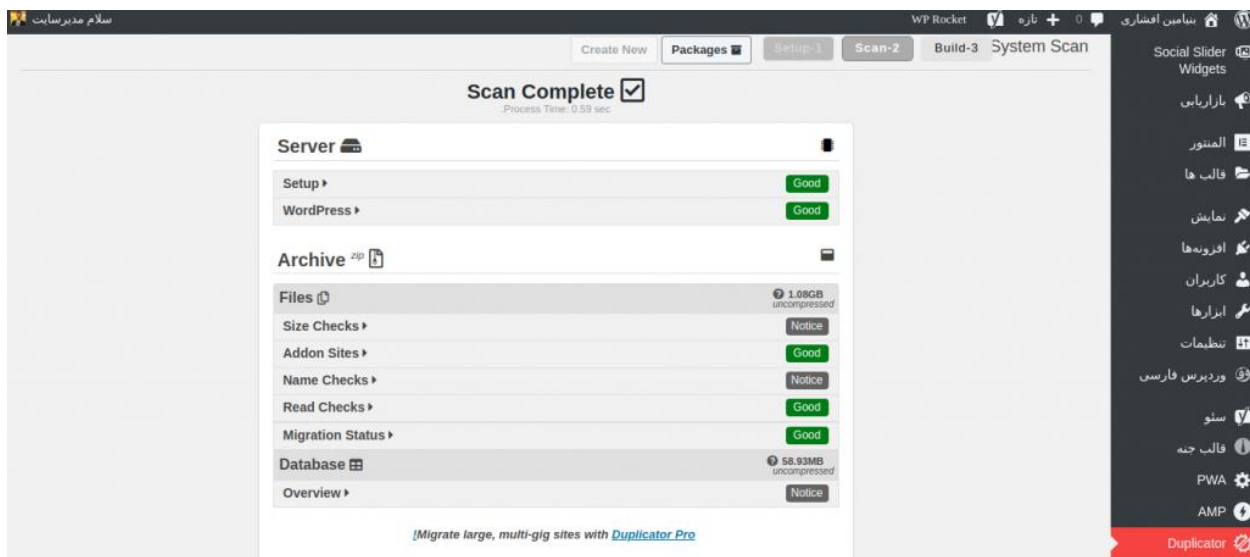 بنیامین افشاری
0
تازه
WP Rocket
سلام مدیرسایت
System Scan
Build-3
Scan-2
Setup-1
Packages
Create New
Scan Complete
.Process Time: 0.59 sec
Server
Setup
Good
WordPress
Good
Archive zip
Files
1.08GB
uncompressed
Size Checks
Notice
Addon Sites
Good
Name Checks
Notice
Read Checks
Good
Migration Status
Good
Database
58.93MB
uncompressed
Overview
Notice
!Migrate large, multi-gig sites with Duplicator Pro
Social Slider
Widgets
بازاریابی
المنتور
قالب ها
نمایش
افزونه‌ها
کاربران
ابزارها
تنظیمات
وردپرس فارسی
سئو
قالب جنه
PWA
AMP
Duplicator